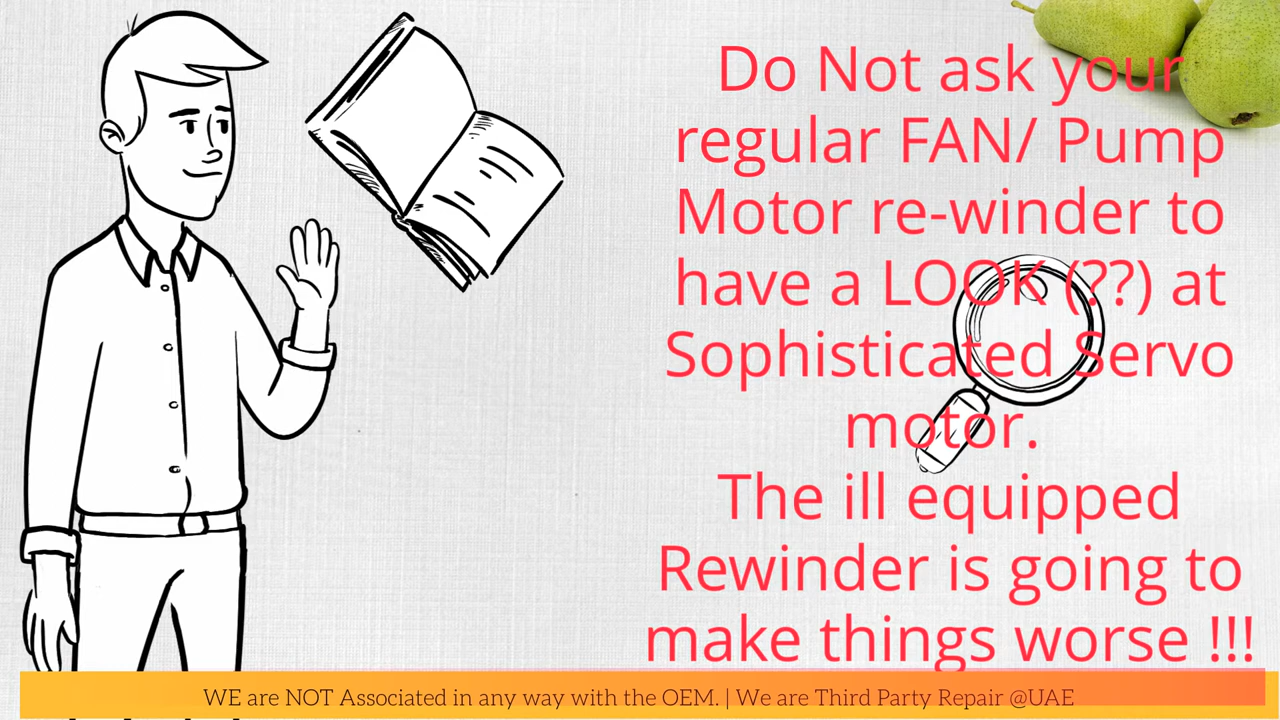 Do Not ask your
regular FAN/ Pump
Motor re-winder to
have a LOOK (??) at
Sophisticated Servo
motor.
The ill equipped
Rewinder is going to
make things worse !!!
WE are NOT Associated in any way with the OEM. | We are Third Party Repair @UAE